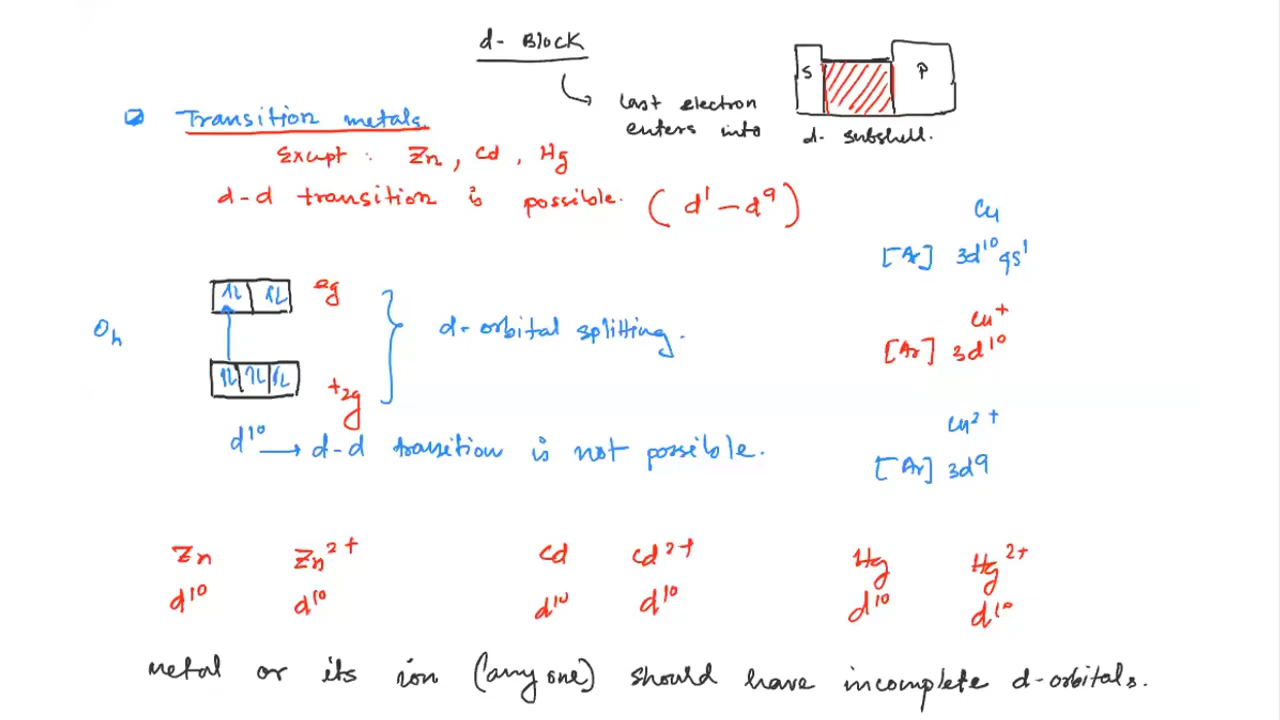 d- BLOCK
S
P
last electron
enters into
d- subshell.
Transition metals.
Except : Zn, Cd, Hg
d-d transition is possible. (d¹ – d⁹)
Cu
[Ar] 3d¹⁰ 4s¹
eg
Oh
d-orbital splitting.
Cu⁺
[Ar] 3d¹⁰
t₂g
d¹⁰ → d-d transition is not possible.
Cu²⁺
[Ar] 3d9
Zn Zn²⁺ Cd Cd²⁺ Hg Hg²⁺
d¹⁰ d¹⁰ d¹⁰ d¹⁰ d¹⁰ d¹⁰
metal or its ion (any one) should have incomplete d-orbitals.